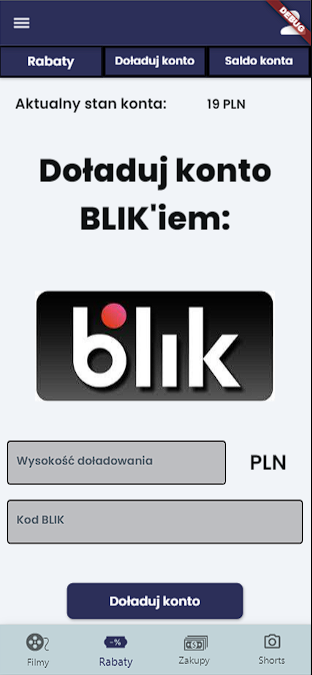 DEBUG
Rabaty Doładuj konto Saldo konta
Aktualny stan konta: 19 PLN
Doładuj konto
BLIK'iem:
blik
Wysokość doładowania PLN
Kod BLIK
Doładuj konto
-%
Filmy Rabaty Zakupy Shorts